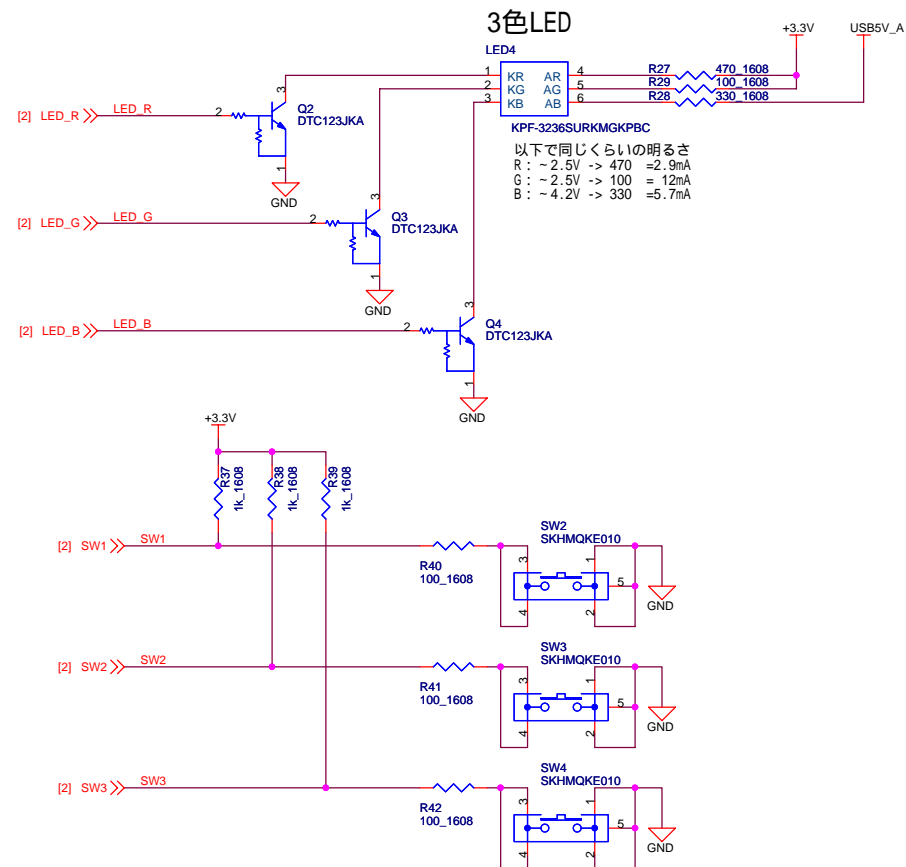 3色LED
+3.3V
USB5V_A
LED4
1 KR AR 4 R27 470_1608
2 KG AG 5 R29 100_1608
3 KB AB 6 R28 330_1608
KPF-3236SURKMGKPBC
以下で同じくらいの明るさ
R : ~2.5V -> 470 =2.9mA
G : ~2.5V -> 100 = 12mA
B : ~4.2V -> 330 =5.7mA
[2] LED_R LED_R 2
3
Q2
DTC123JKA
1
GND
[2] LED_G LED_G 2
3
Q3
DTC123JKA
1
GND
[2] LED_B LED_B 2
3
Q4
DTC123JKA
1
GND
+3.3V
R37
1k_1608
R38
1k_1608
R39
1k_1608
[2] SW1 SW1
R40
100_1608
SW2
SKHMQKE010
3 1
5
4 2
GND
[2] SW2 SW2
R41
100_1608
SW3
SKHMQKE010
3 1
5
4 2
GND
[2] SW3 SW3
R42
100_1608
SW4
SKHMQKE010
3 1
5
4 2
GND